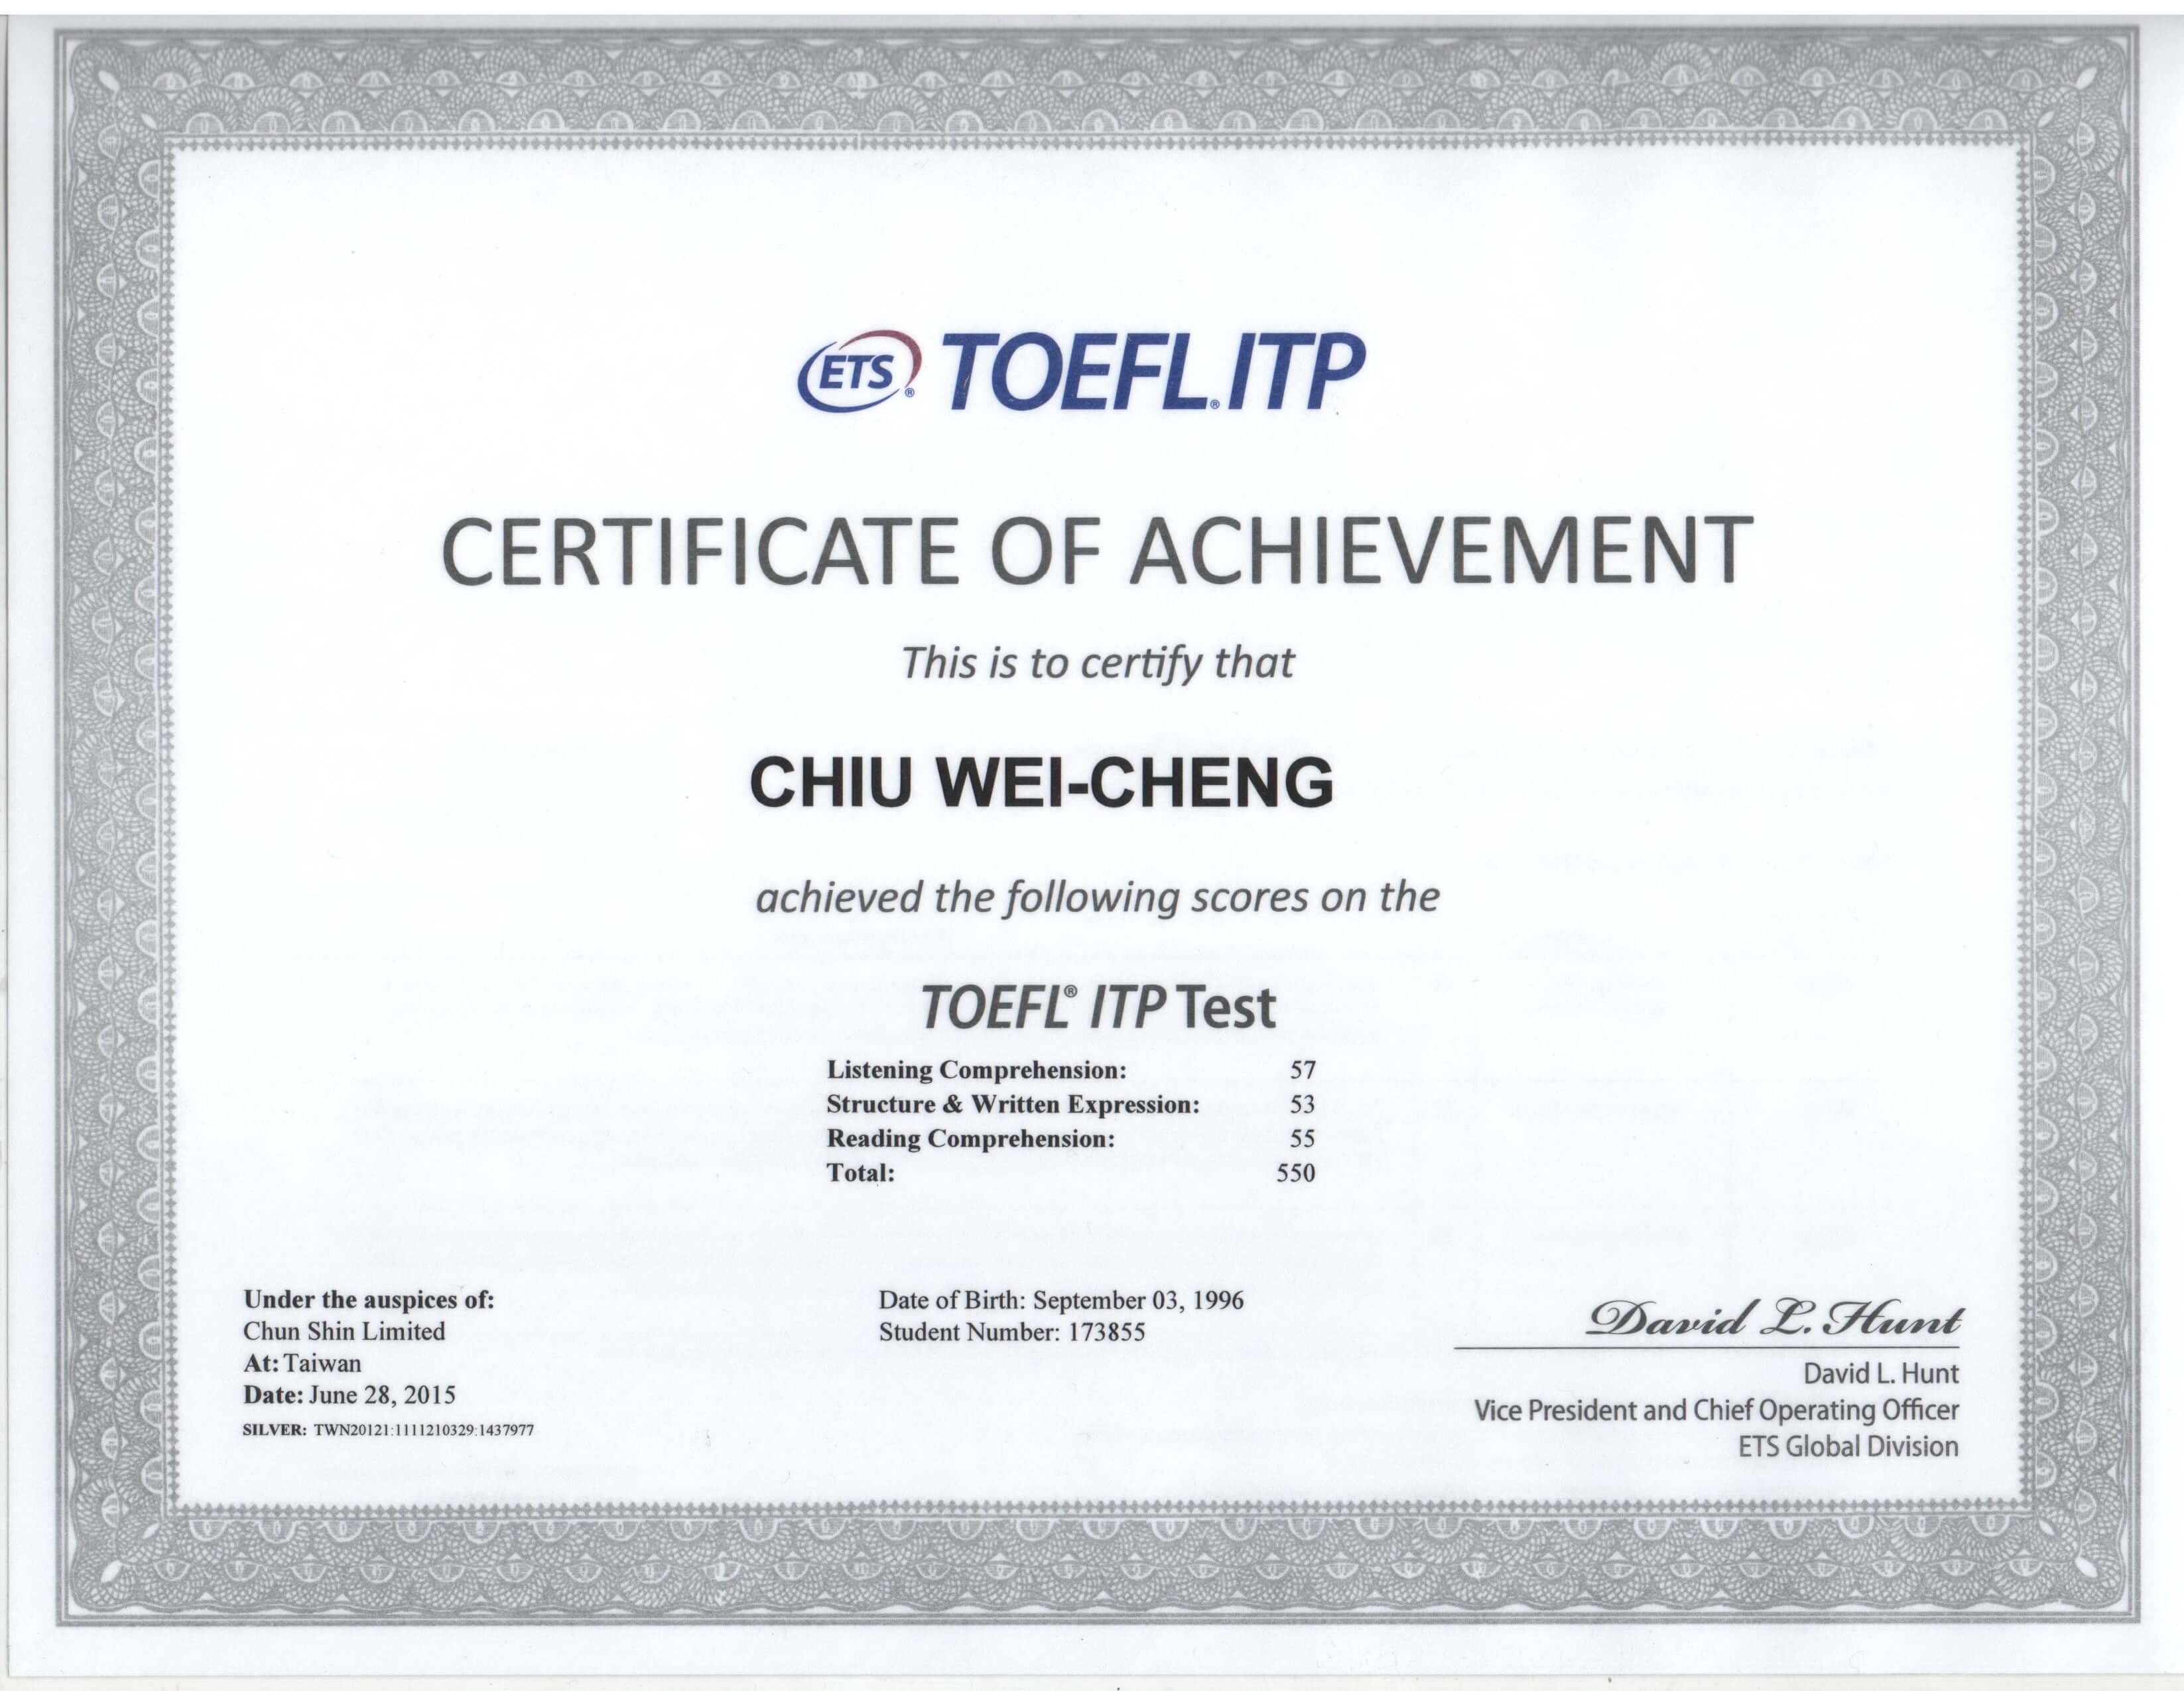 ETS® TOEFL® ITP
CERTIFICATE OF ACHIEVEMENT
This is to certify that
CHIU WEI-CHENG
achieved the following scores on the
TOEFL® ITP Test
Listening Comprehension: 57
Structure & Written Expression: 53
Reading Comprehension: 55
Total: 550
Under the auspices of:
Chun Shin Limited
At: Taiwan
Date: June 28, 2015
SILVER: TWN20121:1111210329:1437977
Date of Birth: September 03, 1996
Student Number: 173855
David L. Hunt
David L. Hunt
Vice President and Chief Operating Officer
ETS Global Division